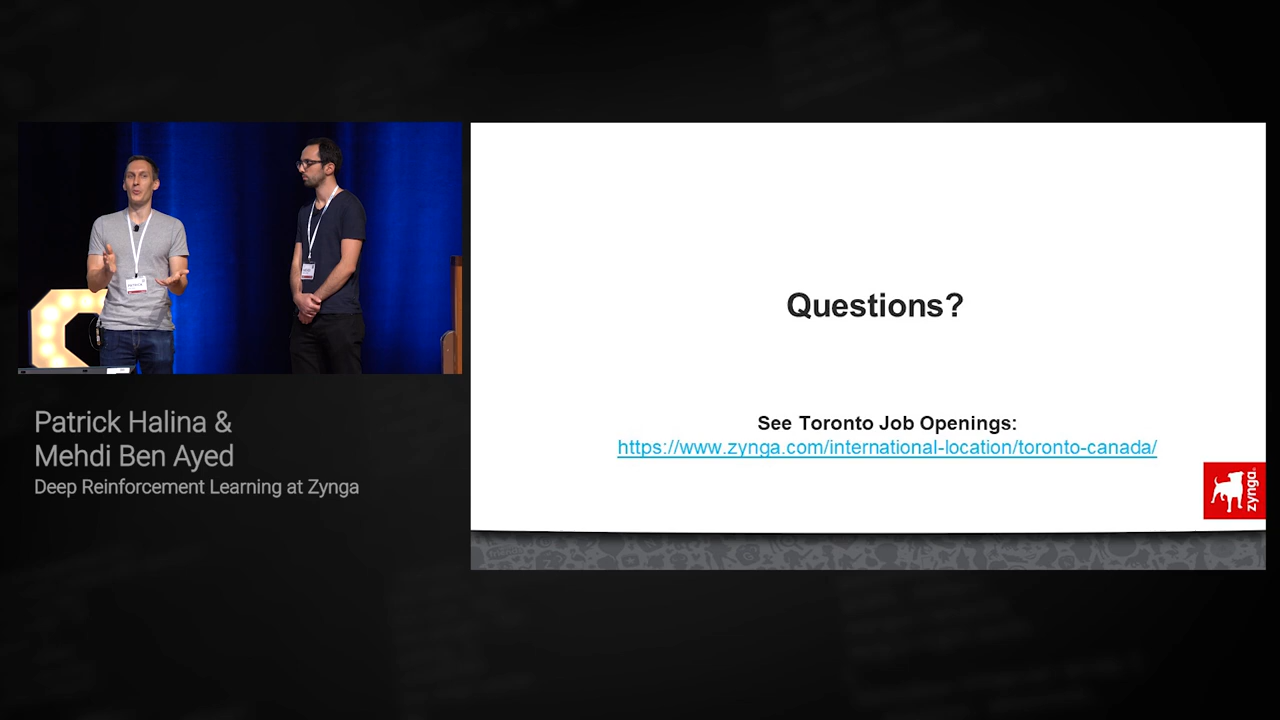 Patrick Halina &
Mehdi Ben Ayed
Deep Reinforcement Learning at Zynga
Questions?
See Toronto Job Openings:
https://www.zynga.com/international-location/toronto-canada/
zynga